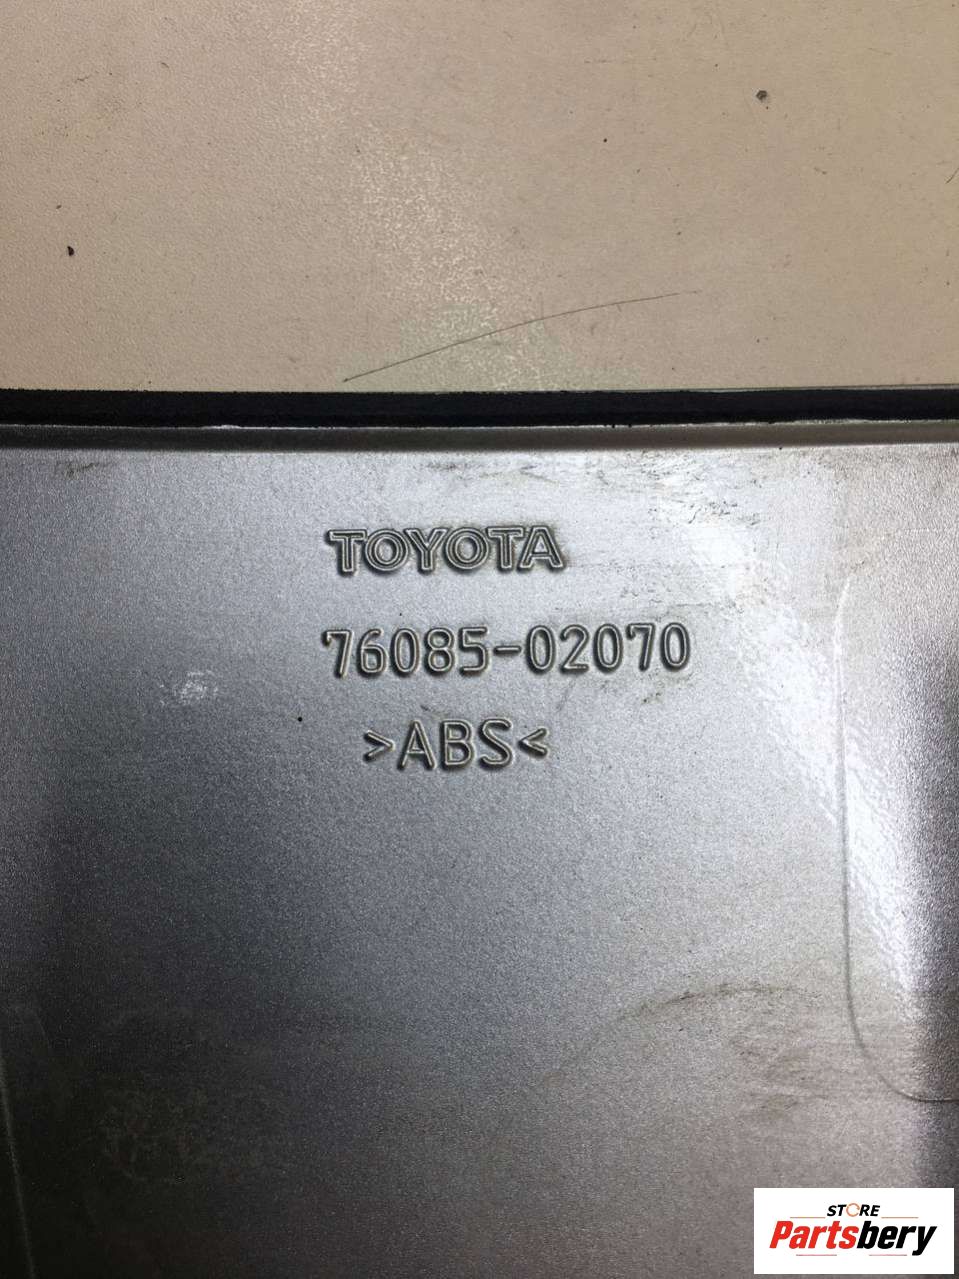 TOYOTA
76085-02070
>ABS<
STORE
Partsbery